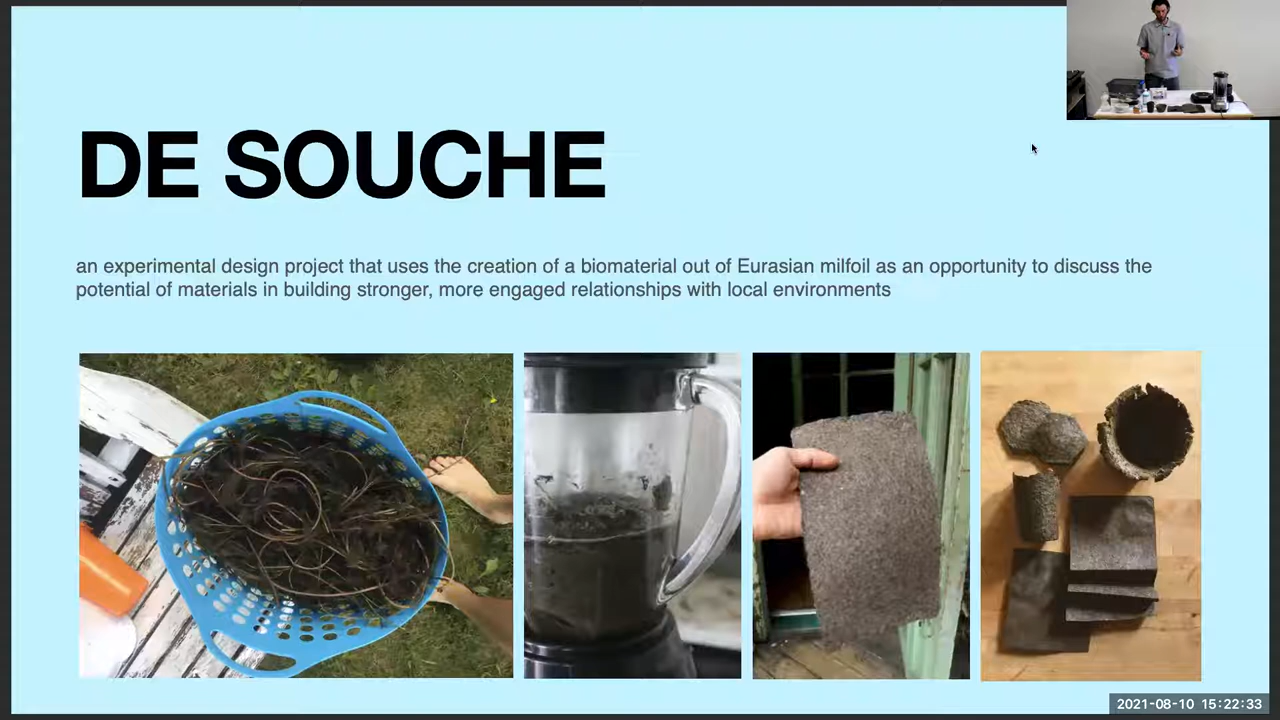 DE SOUCHE
an experimental design project that uses the creation of a biomaterial out of Eurasian milfoil as an opportunity to discuss the
potential of materials in building stronger, more engaged relationships with local environments
2021-08-10 15:22:33